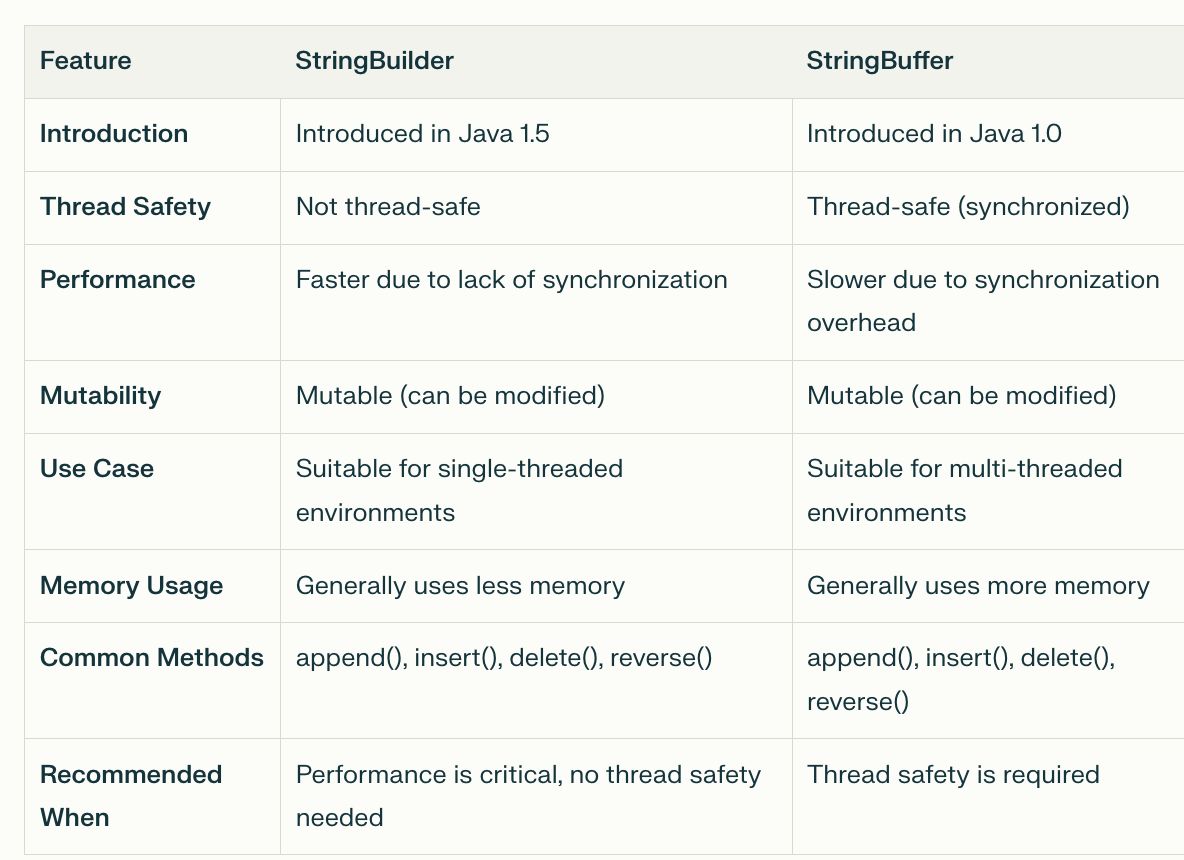 Feature StringBuilder StringBuffer
Introduction Introduced in Java 1.5 Introduced in Java 1.0
Thread Safety Not thread-safe Thread-safe (synchronized)
Performance Faster due to lack of synchronization Slower due to synchronization
overhead
Mutability Mutable (can be modified) Mutable (can be modified)
Use Case Suitable for single-threaded Suitable for multi-threaded
environments environments
Memory Usage Generally uses less memory Generally uses more memory
Common Methods append(), insert(), delete(), reverse() append(), insert(), delete(),
reverse()
Recommended Performance is critical, no thread safety Thread safety is required
When needed